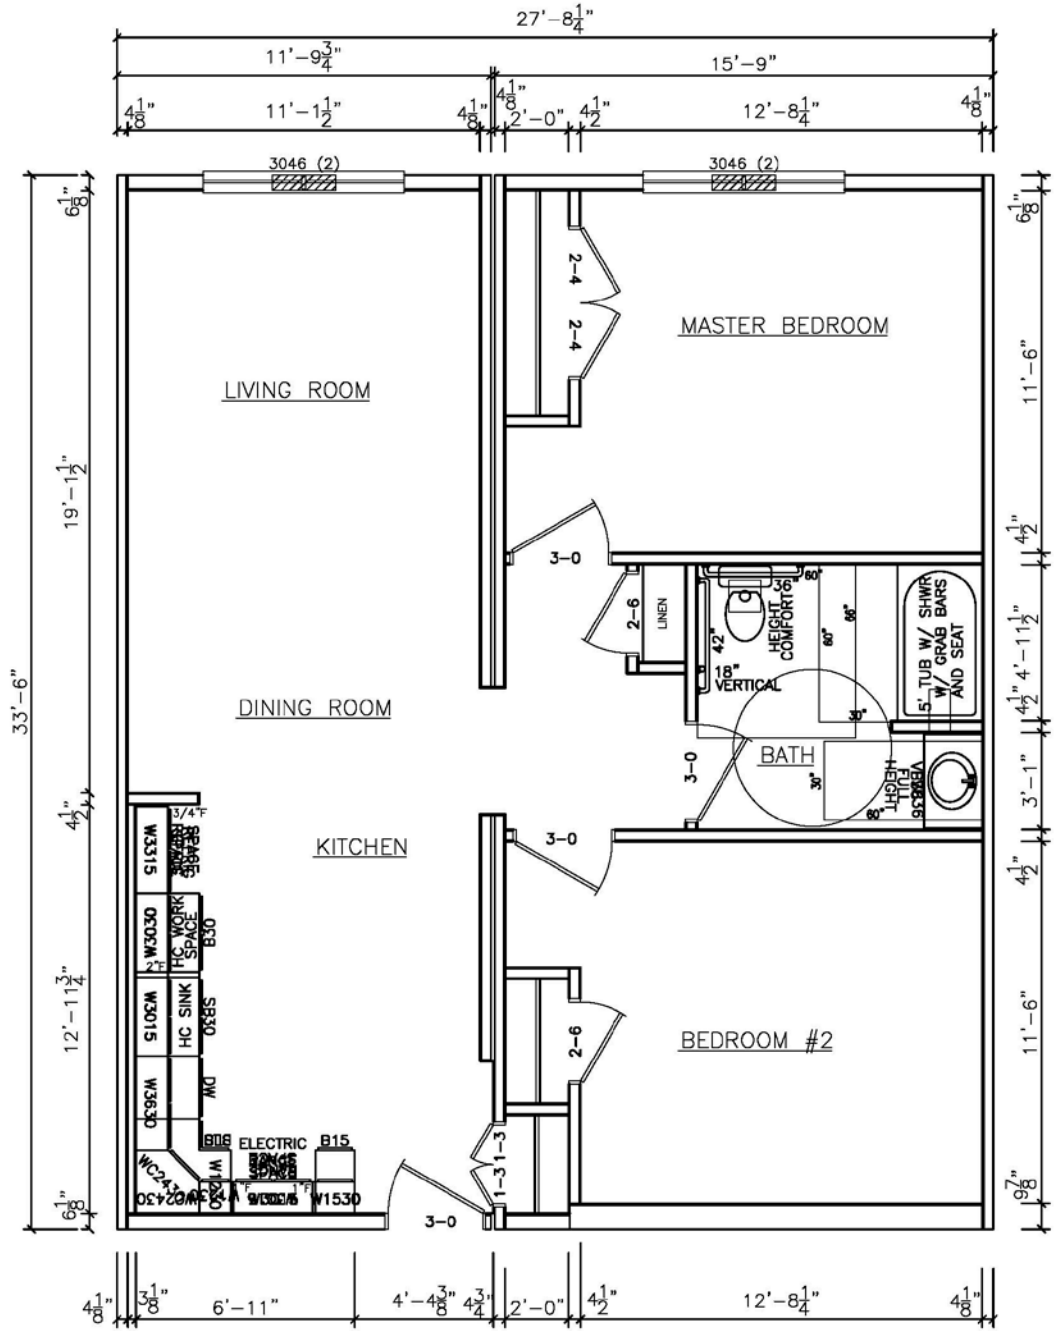 27'-8 1/4"
11'-9 3/4"
15'-9"
4 1/8"
11'-1 1/2"
4 1/8"
2'-0"
4 1/2"
12'-8 1/4"
4 1/8"
3046 (2)
3046 (2)
6 1/8"
6 1/8"
2-4
2-4
MASTER BEDROOM
11'-6"
LIVING ROOM
19'-1 1/2"
4 1/2"
3-0
2-6
LINEN
36"
60"
HEIGHT
COMFORT
42"
18"
VERTICAL
66"
60"
30"
5' TUB W/ SHWR
W/ GRAB BARS
AND SEAT
4'-11 1/2"
4 1/2"
33'-6"
DINING ROOM
3-0
BATH
30"
60"
FULL
HEIGHT
3'-1"
4 1/2"
3/4"F
W3315
KITCHEN
3-0
4 1/2"
W3030
HC WORK
SPACE
B30
2"F
12'-11 3/4"
W3015
HC SINK
SB30
2-6
BEDROOM #2
11'-6"
W3630
DW
ELECTRIC
SPACE
B15
1-3
1-3
WC2430
1"F
W1530
3-0
6 1/8"
9 7/8"
4 1/8"
3 1/8"
6'-11"
4'-4 3/8"
4 3/4"
2'-0"
4 1/2"
12'-8 1/4"
4 1/8"